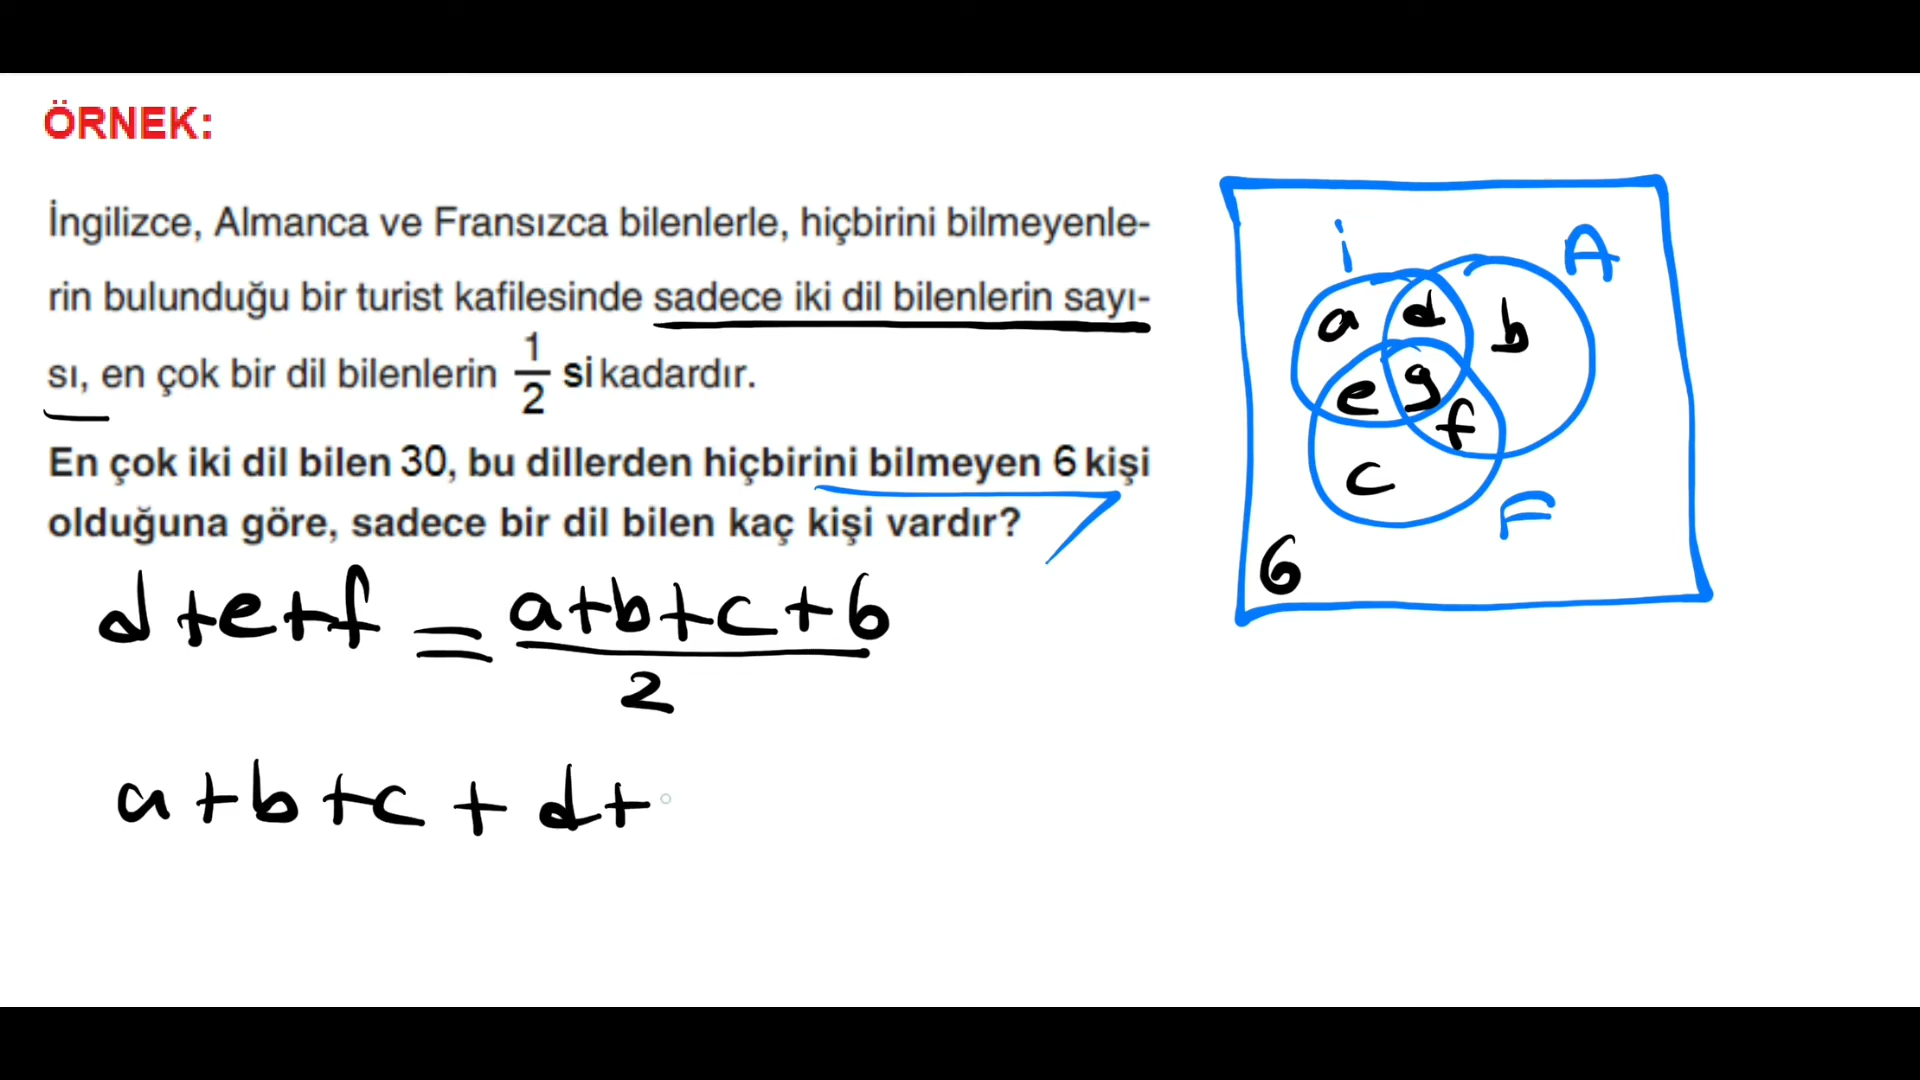 ÖRNEK:
İngilizce, Almanca ve Fransızca bilenlerle, hiçbirini bilmeyenle-
rin bulunduğu bir turist kafilesinde sadece iki dil bilenlerin sayı-
sı, en çok bir dil bilenlerin 1/2 si kadardır.
En çok iki dil bilen 30, bu dillerden hiçbirini bilmeyen 6 kişi
olduğuna göre, sadece bir dil bilen kaç kişi vardır?
d+e+f = a+b+c+6
2
a+b+c+d+
i
A
a
d
b
e
g
f
c
F
6